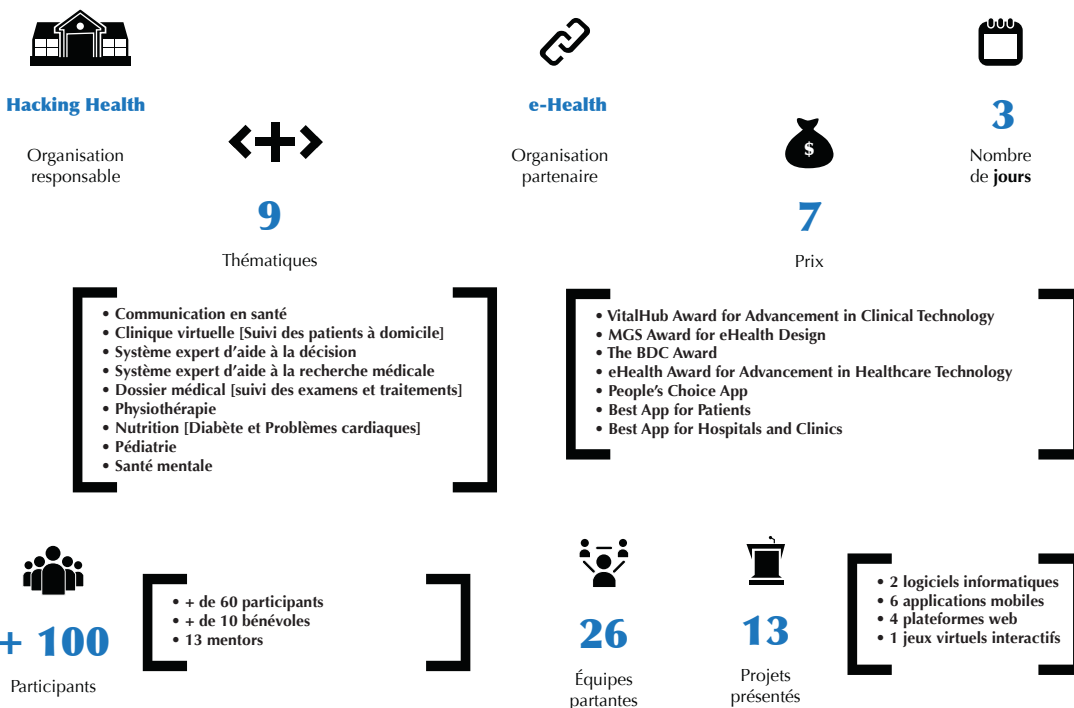 Hacking Health
Organisation
responsable
9
Thématiques
e-Health
Organisation
partenaire
$
7
Prix
3
Nombre
de jours
• Communication en santé
• Clinique virtuelle [Suivi des patients à domicile]
• Système expert d'aide à la décision
• Système expert d'aide à la recherche médicale
• Dossier médical [suivi des examens et traitements]
• Physiothérapie
• Nutrition [Diabète et Problèmes cardiaques]
• Pédiatrie
• Santé mentale
• VitalHub Award for Advancement in Clinical Technology
• MGS Award for eHealth Design
• The BDC Award
• eHealth Award for Advancement in Healthcare Technology
• People's Choice App
• Best App for Patients
• Best App for Hospitals and Clinics
+ 100
Participants
• + de 60 participants
• + de 10 bénévoles
• 13 mentors
26
Équipes
partantes
13
Projets
présentés
• 2 logiciels informatiques
• 6 applications mobiles
• 4 plateformes web
• 1 jeux virtuels interactifs